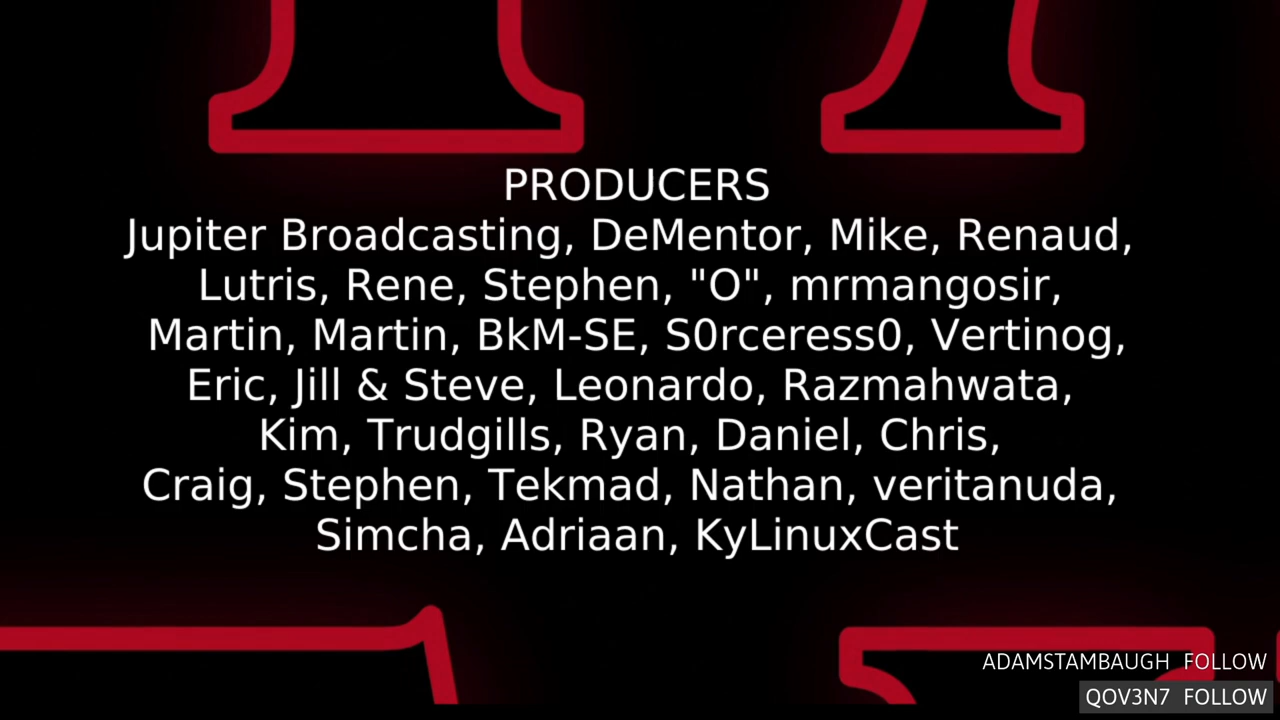 PRODUCERS
Jupiter Broadcasting, DeMentor, Mike, Renaud,
Lutris, Rene, Stephen, "O", mrmangosir,
Martin, Martin, BkM-SE, S0rceress0, Vertinog,
Eric, Jill & Steve, Leonardo, Razmahwata,
Kim, Trudgills, Ryan, Daniel, Chris,
Craig, Stephen, Tekmad, Nathan, veritanuda,
Simcha, Adriaan, KyLinuxCast
ADAMSTAMBAUGH FOLLOW
QOV3N7 FOLLOW